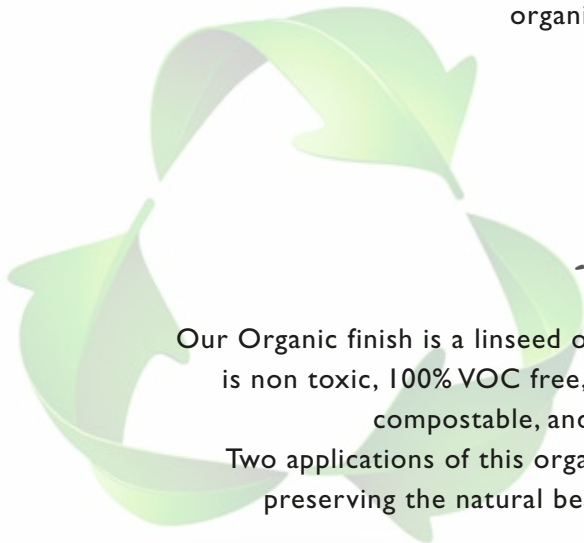 organi
Our Organic finish is a linseed o
is non toxic, 100% VOC free,
compostable, and
Two applications of this orga
preserving the natural be